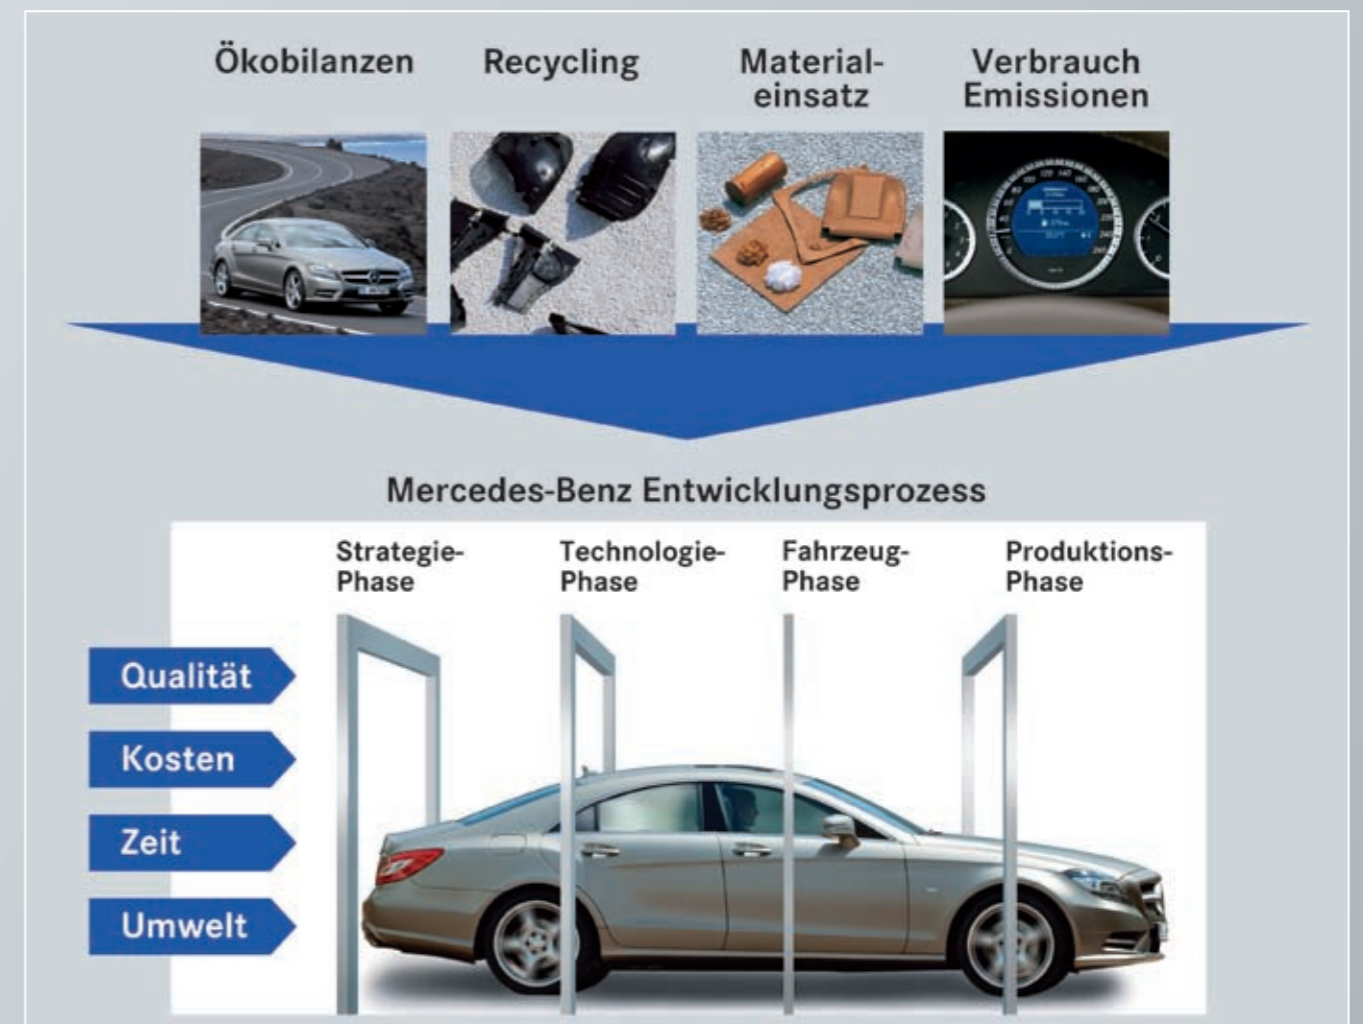 Ökobilanzen
Recycling
Material-
einsatz
Verbrauch
Emissionen
Mercedes-Benz Entwicklungsprozess
Strategie-
Phase
Technologie-
Phase
Fahrzeug-
Phase
Produktions-
Phase
Qualität
Kosten
Zeit
Umwelt